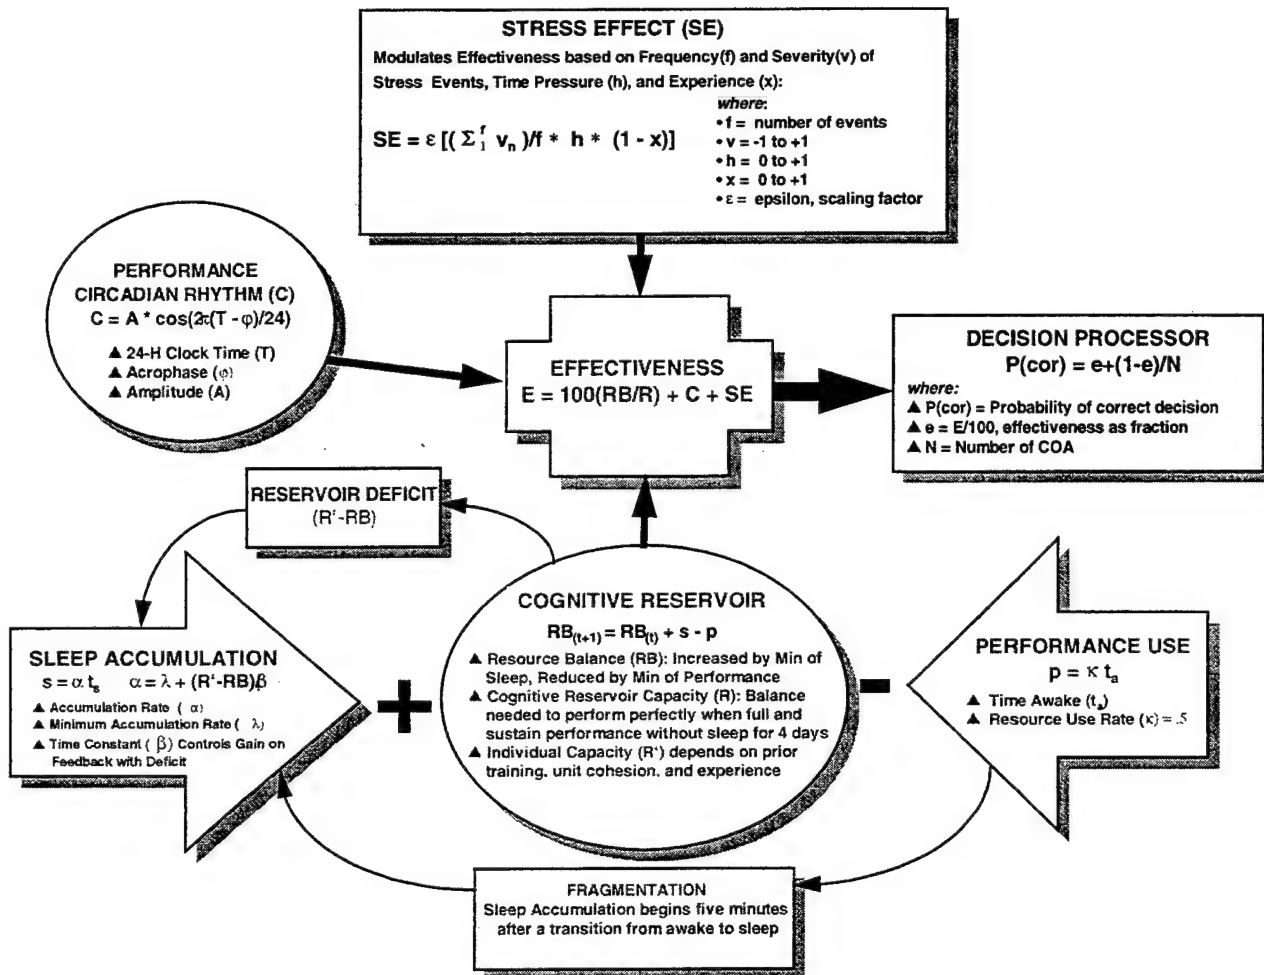 STRESS EFFECT (SE)
Modulates Effectiveness based on Frequency(f) and Severity(v) of
Stress Events, Time Pressure (h), and Experience (x):
where:
SE = ε [( Σ₁ᶠ vₙ )/f * h * (1 - x)]
• f = number of events
• v = -1 to +1
• h = 0 to +1
• x = 0 to +1
• ε = epsilon, scaling factor
PERFORMANCE
CIRCADIAN RHYTHM (C)
C = A * cos(2π(T - φ)/24)
▲ 24-H Clock Time (T)
▲ Acrophase (φ)
▲ Amplitude (A)
EFFECTIVENESS
E = 100(RB/R) + C + SE
DECISION PROCESSOR
P(cor) = e+(1-e)/N
where:
▲ P(cor) = Probability of correct decision
▲ e = E/100, effectiveness as fraction
▲ N = Number of COA
RESERVOIR DEFICIT
(R'-RB)
SLEEP ACCUMULATION
s = α tₛ α = λ + (R'-RB)β
▲ Accumulation Rate ( α)
▲ Minimum Accumulation Rate ( λ)
▲ Time Constant ( β) Controls Gain on
Feedback with Deficit
+
COGNITIVE RESERVOIR
RB₍ₜ₊₁₎ = RB₍ₜ₎ + s - p
▲ Resource Balance (RB): Increased by Min of
Sleep, Reduced by Min of Performance
▲ Cognitive Reservoir Capacity (R): Balance
needed to perform perfectly when full and
sustain performance without sleep for 4 days
▲ Individual Capacity (R') depends on prior
training, unit cohesion, and experience
-
PERFORMANCE USE
p = κ tₐ
▲ Time Awake (tₐ)
▲ Resource Use Rate (κ) = .5
FRAGMENTATION
Sleep Accumulation begins five minutes
after a transition from awake to sleep